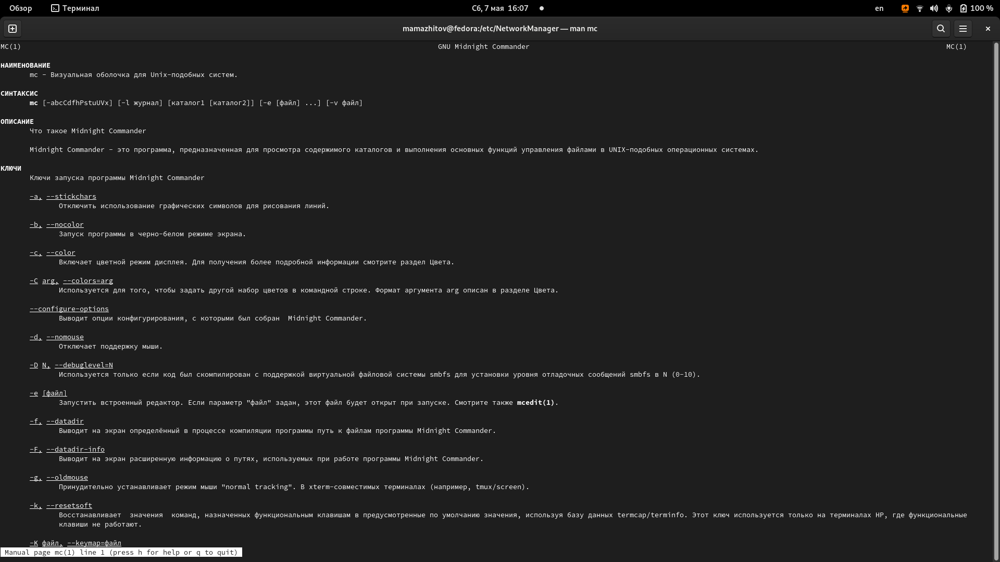 Обзор Терминал Сб, 7 мая 16:07 en 100 %
mamazhitov@fedora:/etc/NetworkManager — man mc
MC(1) GNU Midnight Commander MC(1)
НАИМЕНОВАНИЕ
mc - Визуальная оболочка для Unix-подобных систем.
СИНТАКСИС
mc [-abcCdfhPstuUVx] [-l журнал] [каталог1 [каталог2]] [-e [файл] ...] [-v файл]
ОПИСАНИЕ
Что такое Midnight Commander
Midnight Commander - это программа, предназначенная для просмотра содержимого каталогов и выполнения основных функций управления файлами в UNIX-подобных операционных системах.
КЛЮЧИ
Ключи запуска программы Midnight Commander
-a, --stickchars
Отключить использование графических символов для рисования линий.
-b, --nocolor
Запуск программы в черно-белом режиме экрана.
-c, --color
Включает цветной режим дисплея. Для получения более подробной информации смотрите раздел Цвета.
-C arg, --colors=arg
Используется для того, чтобы задать другой набор цветов в командной строке. Формат аргумента arg описан в разделе Цвета.
--configure-options
Выводит опции конфигурирования, с которыми был собран  Midnight Commander.
-d, --nomouse
Отключает поддержку мыши.
-D N, --debuglevel=N
Используется только если код был скомпилирован с поддержкой виртуальной файловой системы smbfs для установки уровня отладочных сообщений smbfs в N (0-10).
-e [файл]
Запустить встроенный редактор. Если параметр "файл" задан, этот файл будет открыт при запуске. Смотрите также mcedit(1).
-f, --datadir
Выводит на экран определённый в процессе компиляции программы путь к файлам программы Midnight Commander.
-F, --datadir-info
Выводит на экран расширенную информацию о путях, используемых при работе программы Midnight Commander.
-g, --oldmouse
Принудительно устанавливает режим мыши "normal tracking". В xterm-совместимых терминалах (например, tmux/screen).
-k, --resetsoft
Восстанавливает  значения  команд, назначенных функциональным клавишам в предусмотренные по умолчанию значения, используя базу данных termcap/terminfo. Этот ключ используется только на терминалах HP, где функциональные
клавиши не работают.
-K файл, --keymap=файл
Manual page mc(1) line 1 (press h for help or q to quit)